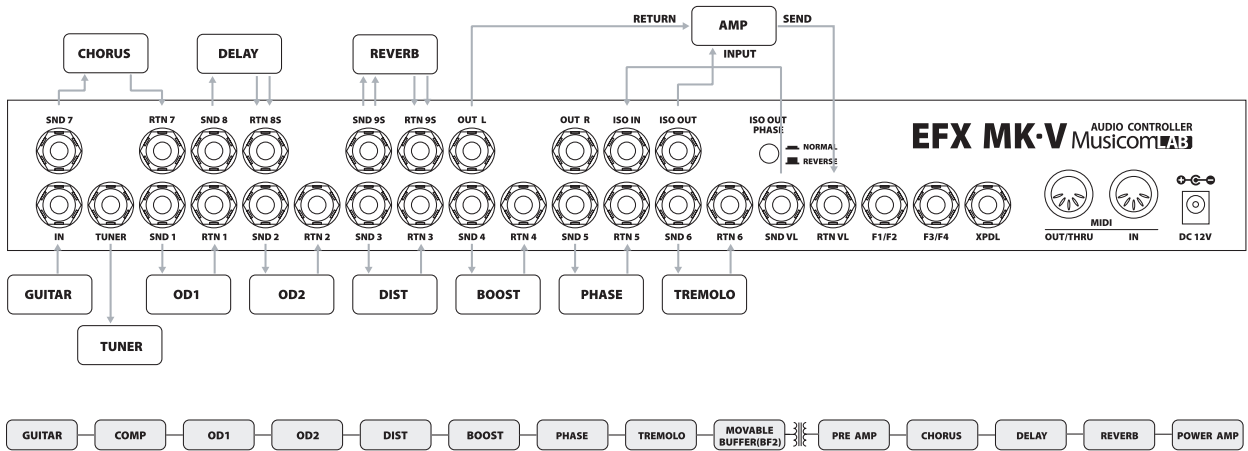 RETURN
AMP
SEND
INPUT
CHORUS
DELAY
REVERB
SND 7
RTN 7
SND 8
RTN 8S
SND 9S
RTN 9S
OUT L
OUT R
ISO IN
ISO OUT
ISO OUT
PHASE
NORMAL
REVERSE
EFX MK·V
AUDIO CONTROLLER
MusicomLAB
IN
TUNER
SND 1
RTN 1
SND 2
RTN 2
SND 3
RTN 3
SND 4
RTN 4
SND 5
RTN 5
SND 6
RTN 6
SND VL
RTN VL
F1/F2
F3/F4
XPDL
MIDI
OUT/THRU
IN
DC 12V
GUITAR
OD1
OD2
DIST
BOOST
PHASE
TREMOLO
TUNER
GUITAR
COMP
OD1
OD2
DIST
BOOST
PHASE
TREMOLO
MOVABLE
BUFFER(BF2)
PRE AMP
CHORUS
DELAY
REVERB
POWER AMP